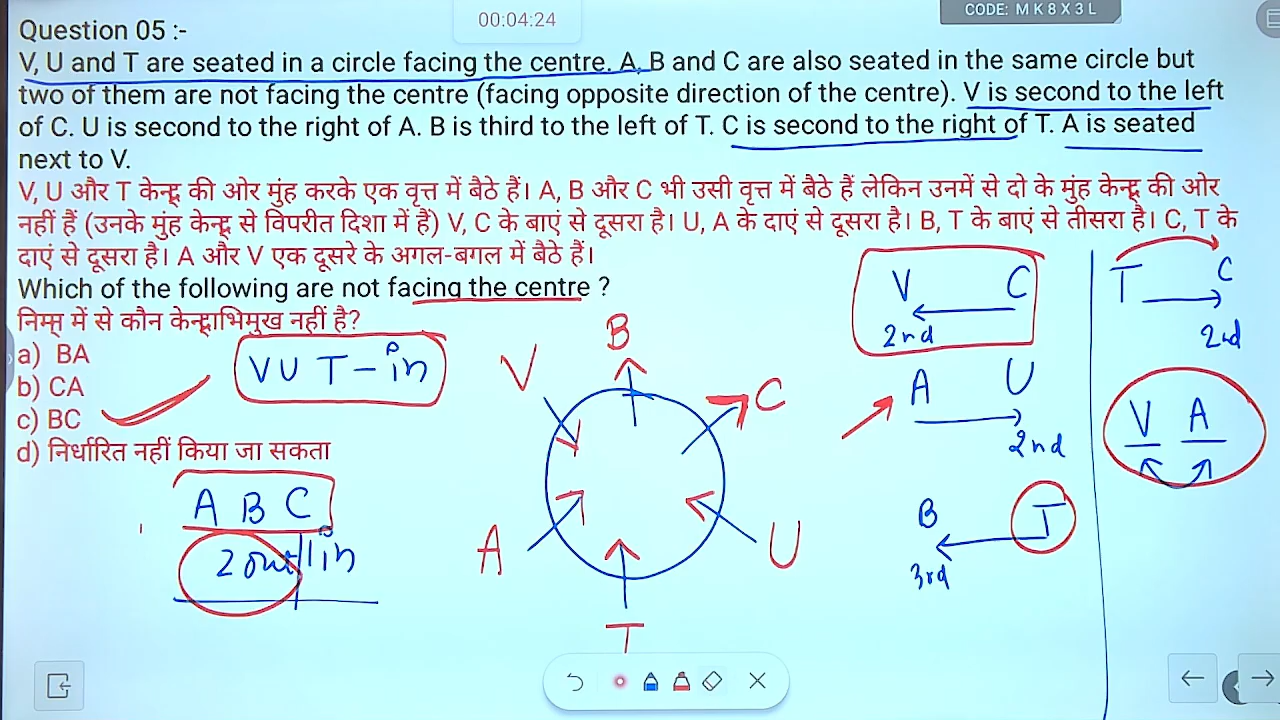 00:04:24
CODE: M K 8 X 3 L
Question 05 :-
V, U and T are seated in a circle facing the centre. A, B and C are also seated in the same circle but
two of them are not facing the centre (facing opposite direction of the centre). V is second to the left
of C. U is second to the right of A. B is third to the left of T. C is second to the right of T. A is seated
next to V.
V, U और T केन्द्र की ओर मुंह करके एक वृत्त में बैठे हैं। A, B और C भी उसी वृत्त में बैठे हैं लेकिन उनमें से दो के मुंह केन्द्र की ओर
नहीं हैं (उनके मुंह केन्द्र से विपरीत दिशा में हैं) V, C के बाएं से दूसरा है। U, A के दाएं से दूसरा है। B, T के बाएं से तीसरा है। C, T के
दाएं से दूसरा है। A और V एक दूसरे के अगल-बगल में बैठे हैं।
Which of the following are not facing the centre ?
निम्न में से कौन केन्द्राभिमुख नहीं है?
a) BA
b) CA
c) BC
d) निर्धारित नहीं किया जा सकता
V U T - in
A B C
2 out 1 in
B
V
C
A
U
T
V C
2nd
A U
2nd
B T
3rd
T C
2nd
V A